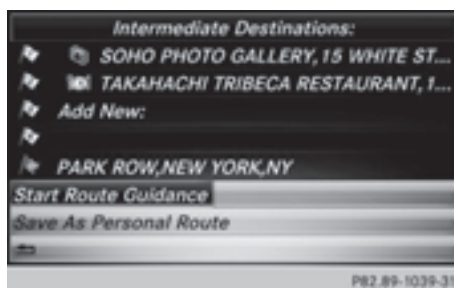 Intermediate Destinations:
SOHO PHOTO GALLERY, 15 WHITE ST....
TAKAHACHI TRIBECA RESTAURANT, 1...
Add New:
PARK ROW,NEW YORK,NY
Start Route Guidance
Save As Personal Route
P82.89-1039-31